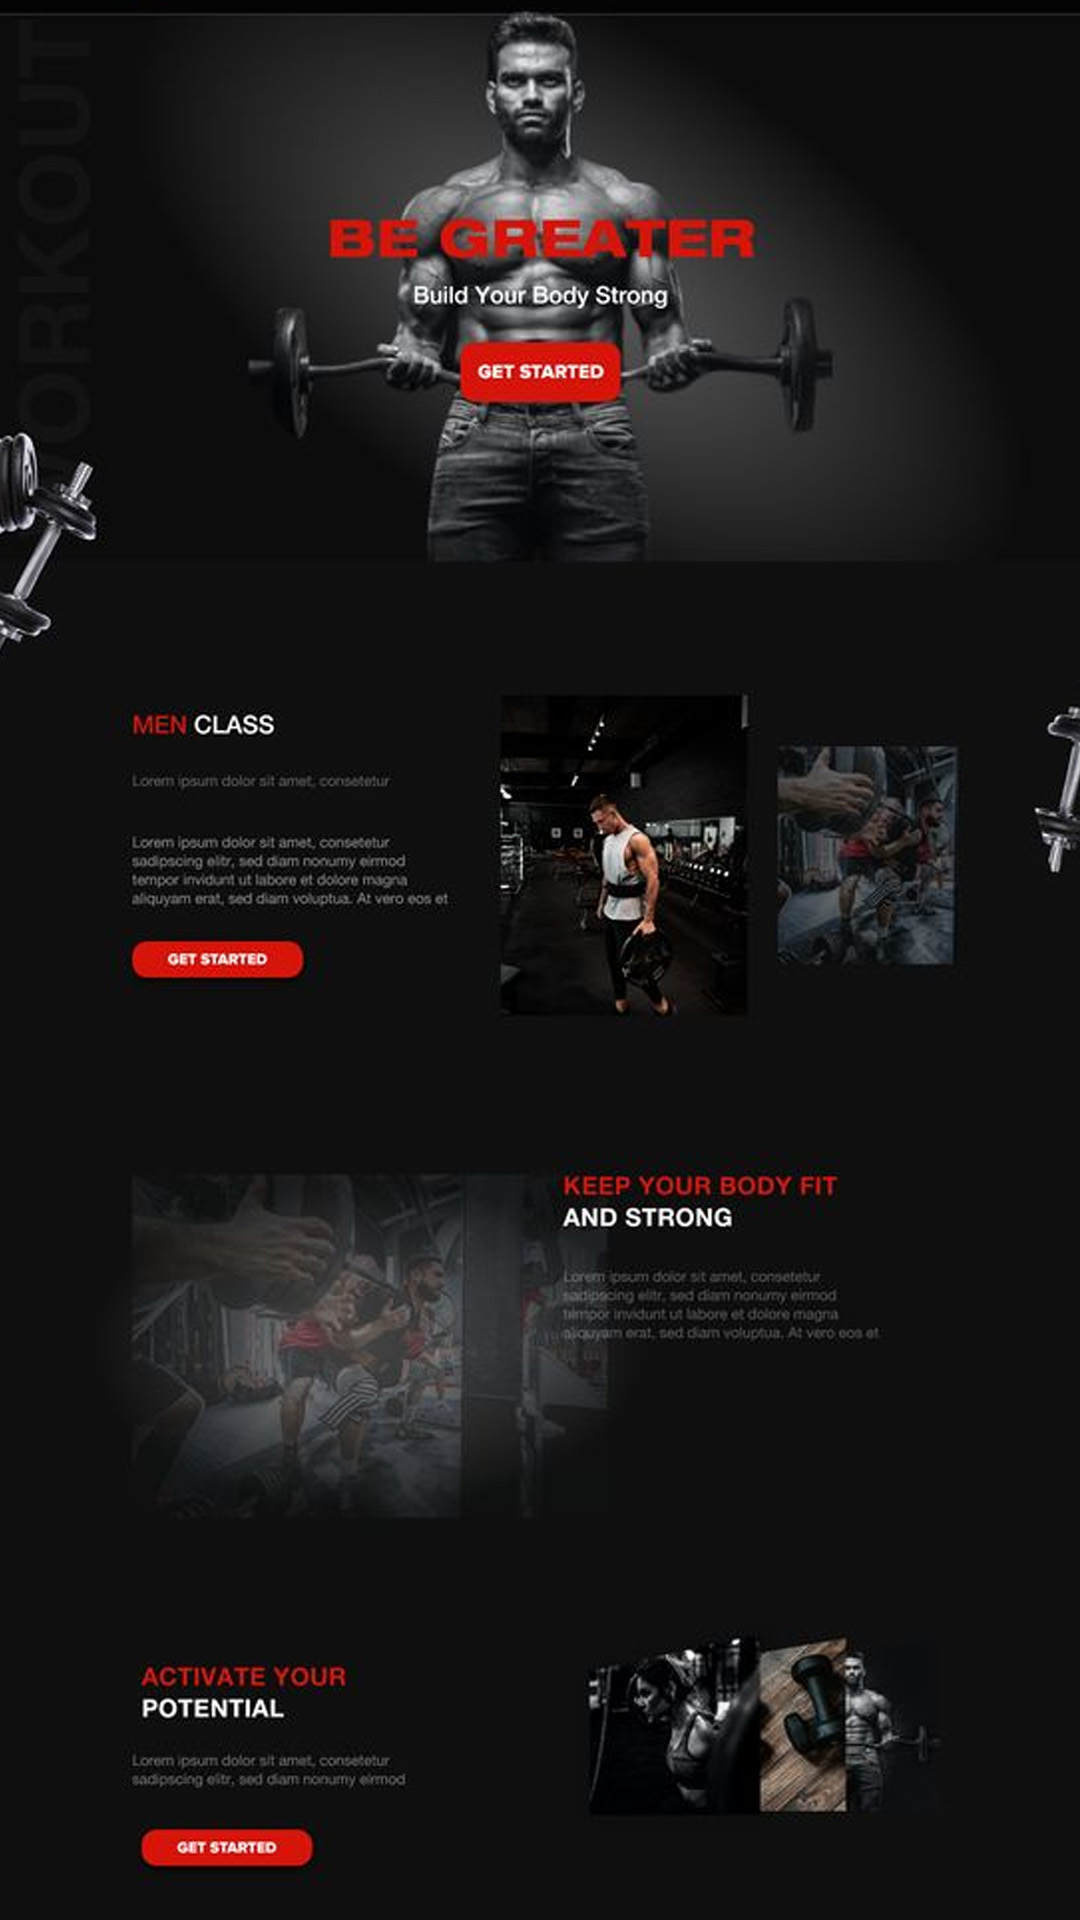 WORKOUT
BE GREATER
Build Your Body Strong
GET STARTED
MEN CLASS
Lorem ipsum dolor sit amet, consetetur
Lorem ipsum dolor sit amet, consetetur
sadipscing elitr, sed diam nonumy eirmod
tempor invidunt ut labore et dolore magna
aliquyam erat, sed diam voluptua. At vero eos et
GET STARTED
KEEP YOUR BODY FIT
AND STRONG
Lorem ipsum dolor sit amet, consetetur
sadipscing elitr, sed diam nonumy eirmod
tempor invidunt ut labore et dolore magna
aliquyam erat, sed diam voluptua. At vero eos et
ACTIVATE YOUR
POTENTIAL
Lorem ipsum dolor sit amet, consetetur
sadipscing elitr, sed diam nonumy eirmod
GET STARTED